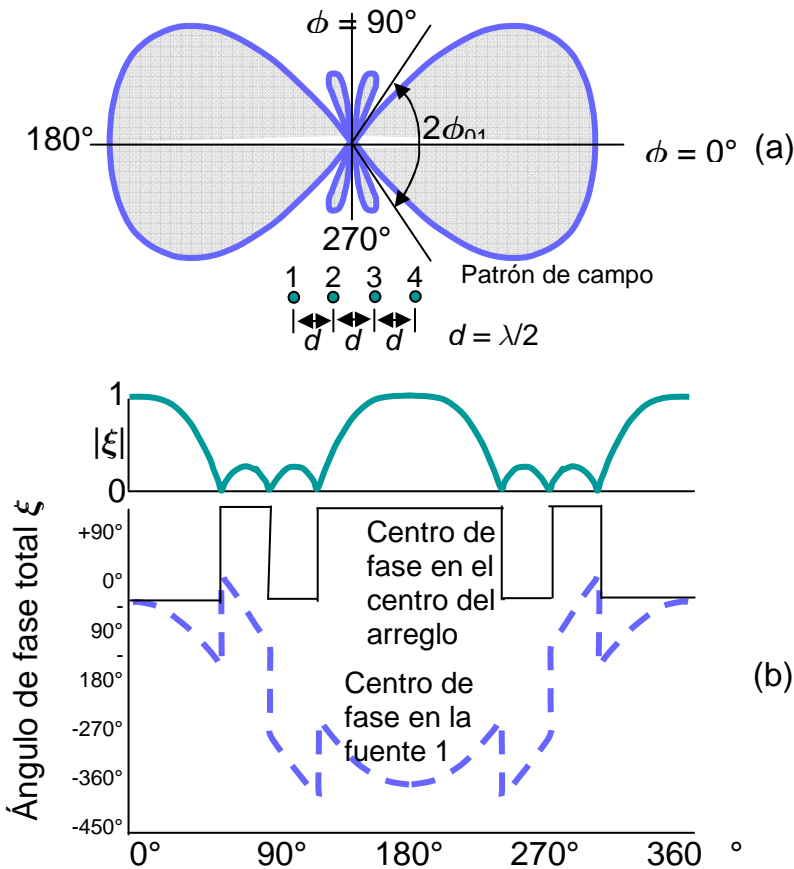 ϕ = 90°
180°
2ϕ₀₁
ϕ = 0° (a)
270°
Patrón de campo
1 2 3 4
d d d d = λ/2
1
|ξ|
0
Ángulo de fase total ξ
+90°
0°
-
90°
-
180°
-270°
-360°
-450°
Centro de
fase en el
centro del
arreglo
Centro de
fase en la
fuente 1
(b)
0° 90° 180° 270° 360 °